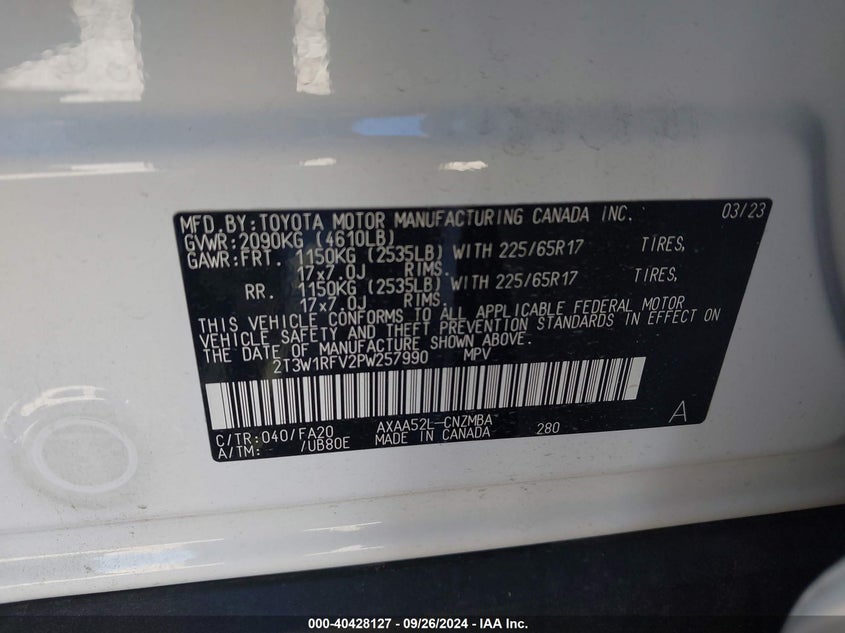 MFD. BY: TOYOTA MOTOR MANUFACTURING CANADA INC. 03/23
GVWR: 2090KG (4610LB)
GAWR: FRT. 1150KG (2535LB) WITH 225/65R17 TIRES,
17x7.0J RIMS.
RR. 1150KG (2535LB) WITH 225/65R17 TIRES,
17x7.0J RIMS.
THIS VEHICLE CONFORMS TO ALL APPLICABLE FEDERAL MOTOR
VEHICLE SAFETY AND THEFT PREVENTION STANDARDS IN EFFECT ON
THE DATE OF MANUFACTURE SHOWN ABOVE.
2T3W1RFV2PW257990 MPV
C/TR: 040/FA20 AXAA52L-CNZMBA 280 A
A/TM: /UB80E MADE IN CANADA
000-40428127 - 09/26/2024 - IAA Inc.